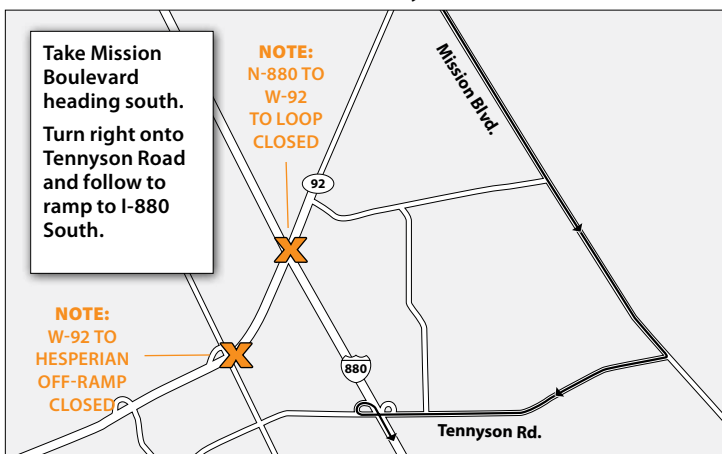 Take Mission
Boulevard
heading south.
Turn right onto
Tennyson Road
and follow to
ramp to I-880
South.
NOTE:
N-880 TO
W-92
TO LOOP
CLOSED
Mission Blvd.
92
NOTE:
W-92 TO
HESPERIAN
OFF-RAMP
CLOSED
880
Tennyson Rd.